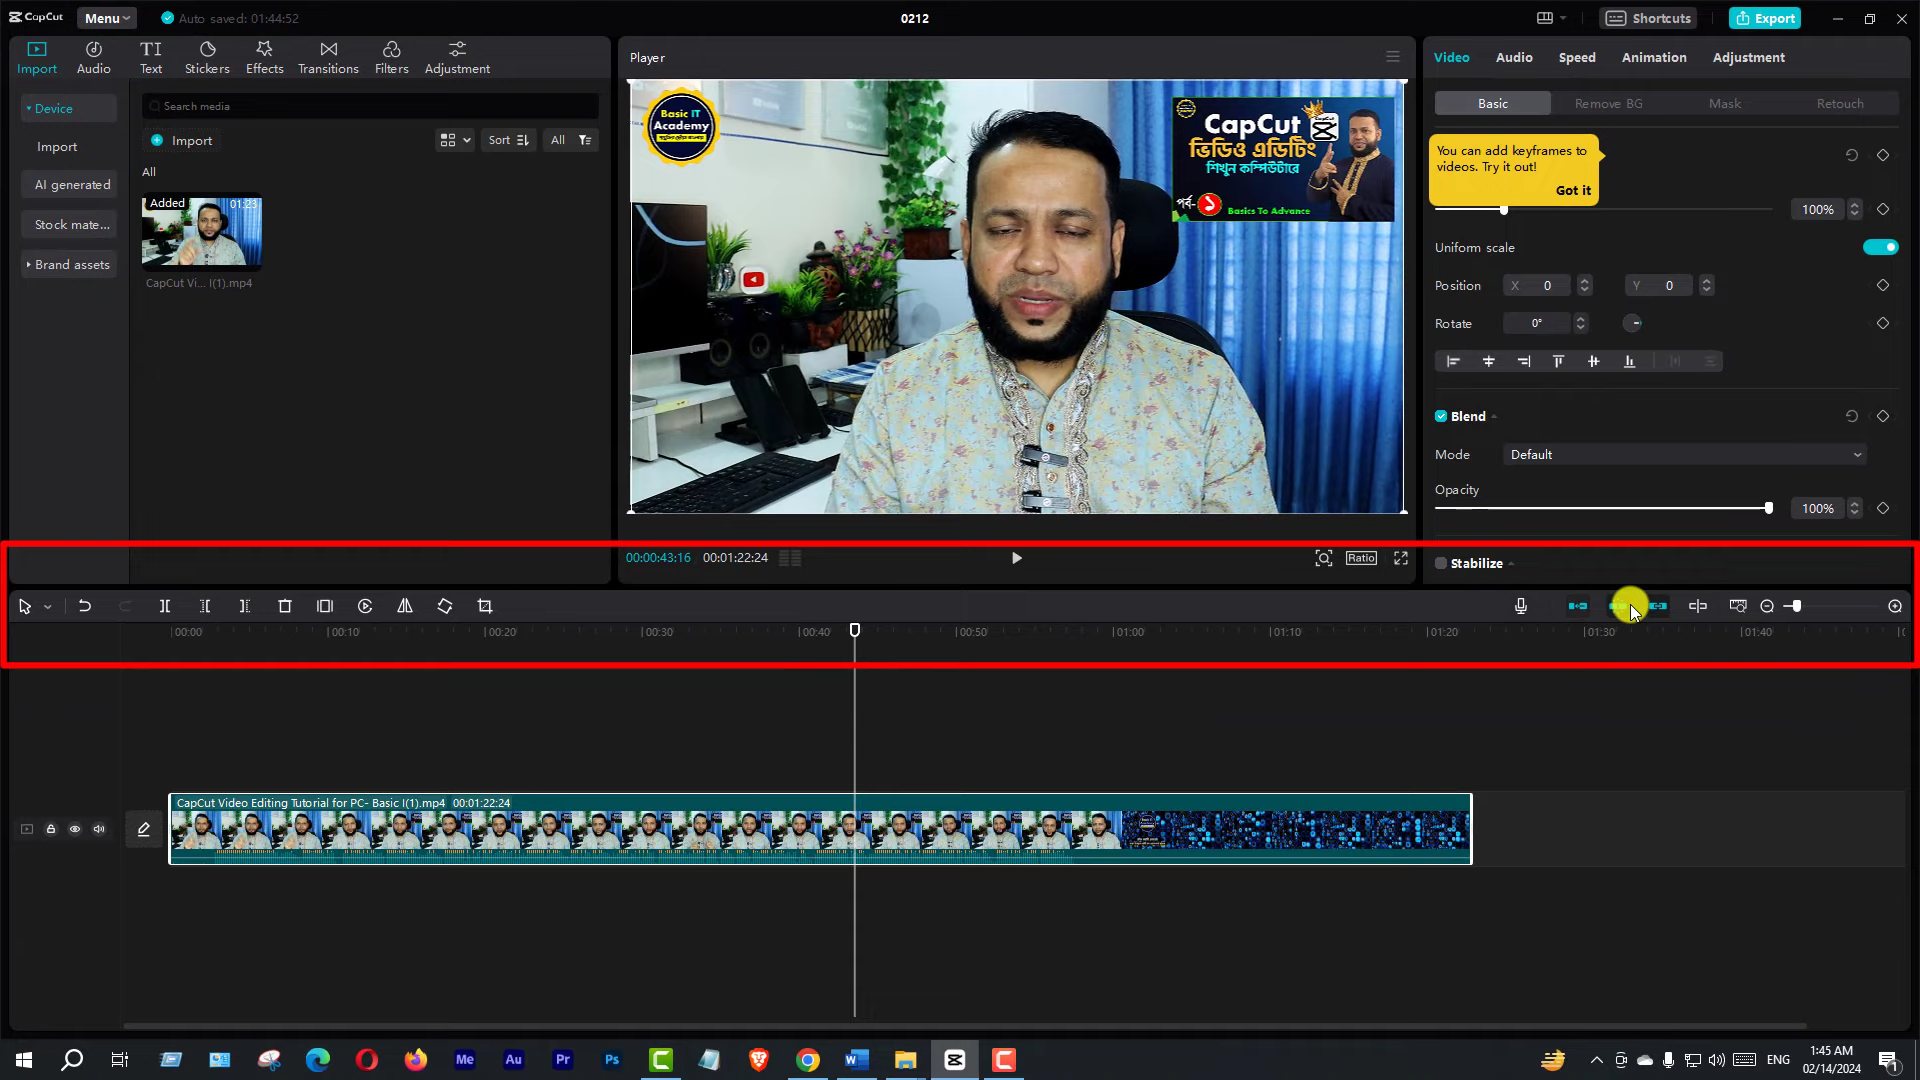 CapCut
Menu
Auto saved: 01:44:52
0212
Shortcuts
Export
Import
Audio
Text
Stickers
Effects
Transitions
Filters
Adjustment
Device
Import
AI generated
Stock mate...
Brand assets
Search media
Import
Sort
All
All
Added
01:23
CapCut Vi... I(1).mp4
Player
Basic IT
Academy
CapCut
ভিডিও এডিটিং
শিখুন কম্পিউটারে
পর্ব-১
Basics To Advance
00:00:43:16
00:01:22:24
Ratio
Video
Audio
Speed
Animation
Adjustment
Basic
Remove BG
Mask
Retouch
You can add keyframes to
videos. Try it out!
Got it
100%
Uniform scale
Position
X 0
Y 0
Rotate
0°
Blend
Mode
Default
Opacity
100%
Stabilize
00:00
00:10
00:20
00:30
00:40
00:50
01:00
01:10
01:20
01:30
01:40
CapCut Video Editing Tutorial for PC- Basic I(1).mp4 00:01:22:24
Me
Au
Pr
Ps
ENG
1:45 AM
02/14/2024
1